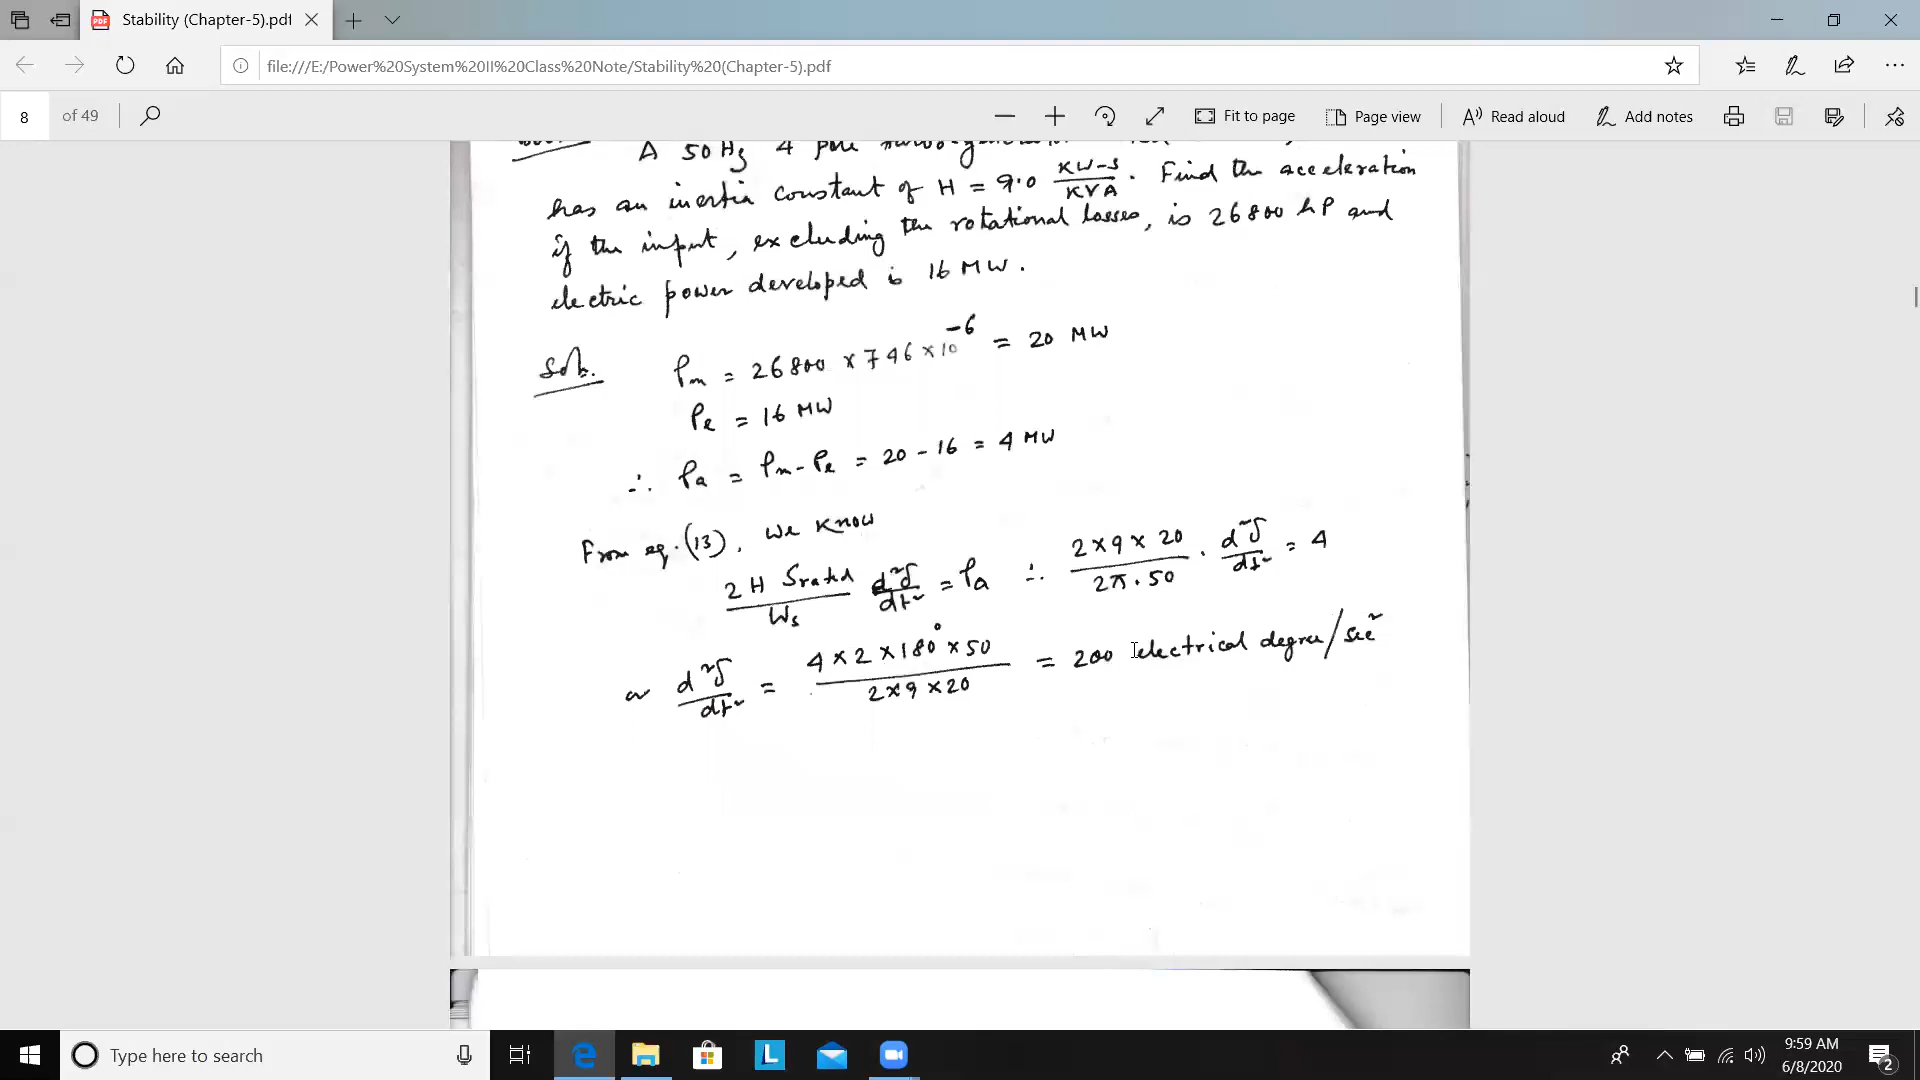 Stability (Chapter-5).pdf
file:///E:/Power%20System%20II%20Class%20Note/Stability%20(Chapter-5).pdf
8 of 49
Fit to page
Page view
Read aloud
Add notes
A 50 Hz 4 pole
has an inertia constant of H = 9.0 KW-S/KVA. Find the acceleration
if the input, excluding the rotational losses, is 26800 hP and
electric power developed is 16 MW.
Soln. Pm = 26800 x 746 x 10^-6 = 20 MW
Pe = 16 MW
∴ Pa = Pm - Pe = 20 - 16 = 4 MW
From eq. (13), We know
2 H Srated / Ws d²δ/dt² = Pa ∴ 2 x 9 x 20 / 2π . 50 . d²δ/dt² = 4
or d²δ/dt² = 4 x 2 x 180° x 50 / 2 x 9 x 20 = 200 electrical degree/sec²
Type here to search
9:59 AM
6/8/2020
2